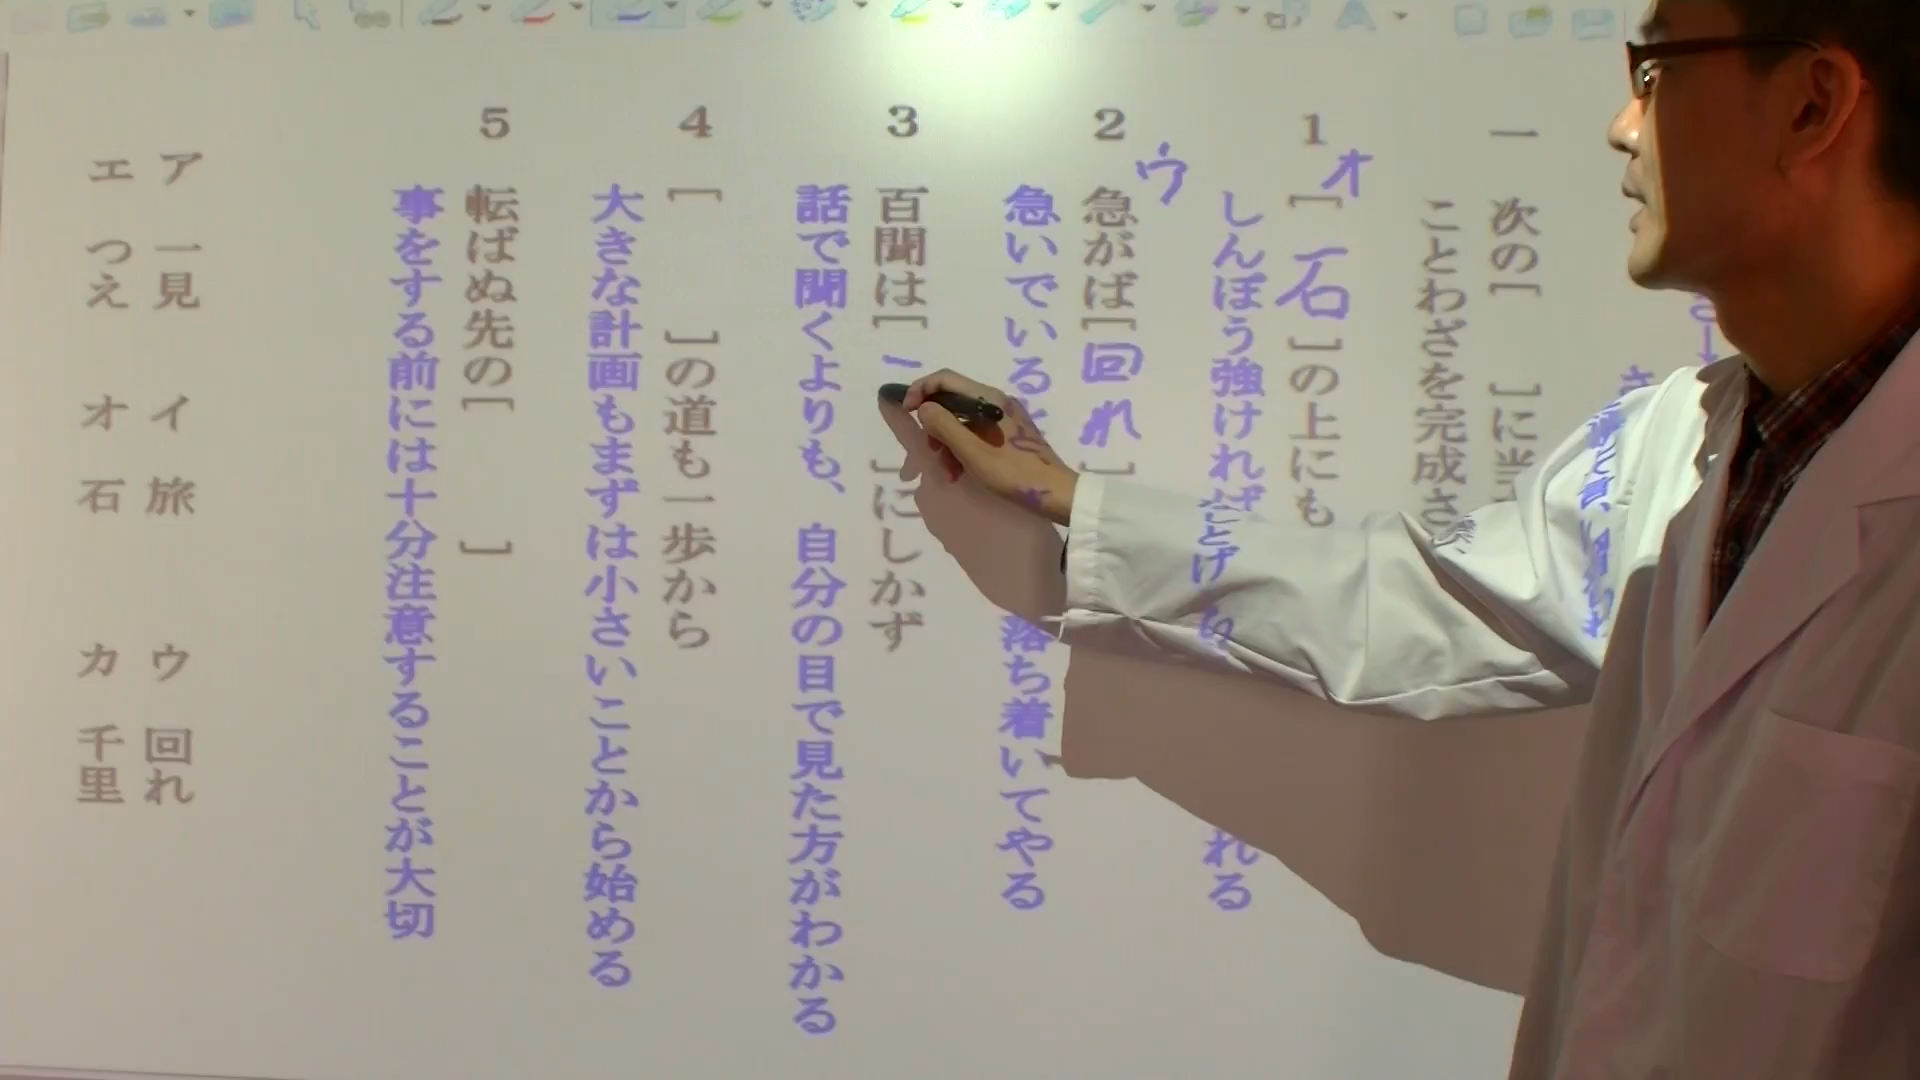 一 次の[ ]に当
ことわざを完成さ
オ
1 [石]の上にも
しんぼう強ければ
れる
ウ
2 急がば[回れ]
急いでいると
落ち着いてやる
3 百聞は[一 ]にしかず
話で聞くよりも、自分の目で見た方がわかる
4 [ ]の道も一歩から
大きな計画もまずは小さいことから始める
5 転ばぬ先の[ ]
事をする前には十分注意することが大切
ア 一見 イ 旅 ウ 回れ
エ つえ オ 石 カ 千里